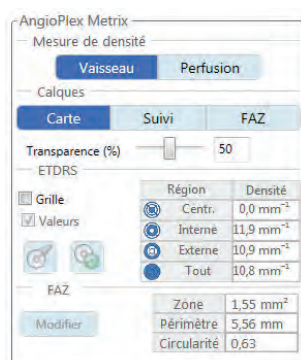 AngioPlex Metrix
Mesure de densité
Vaisseau Perfusion
Calques
Carte Suivi FAZ
Transparence (%) 50
ETDRS
Grille
Valeurs
Région Densité
Centr. 0,0 mm⁻¹
Interne 11,9 mm⁻¹
Externe 10,9 mm⁻¹
Tout 10,8 mm⁻¹
FAZ
Modifier
Zone 1,55 mm²
Périmètre 5,56 mm
Circularité 0,63